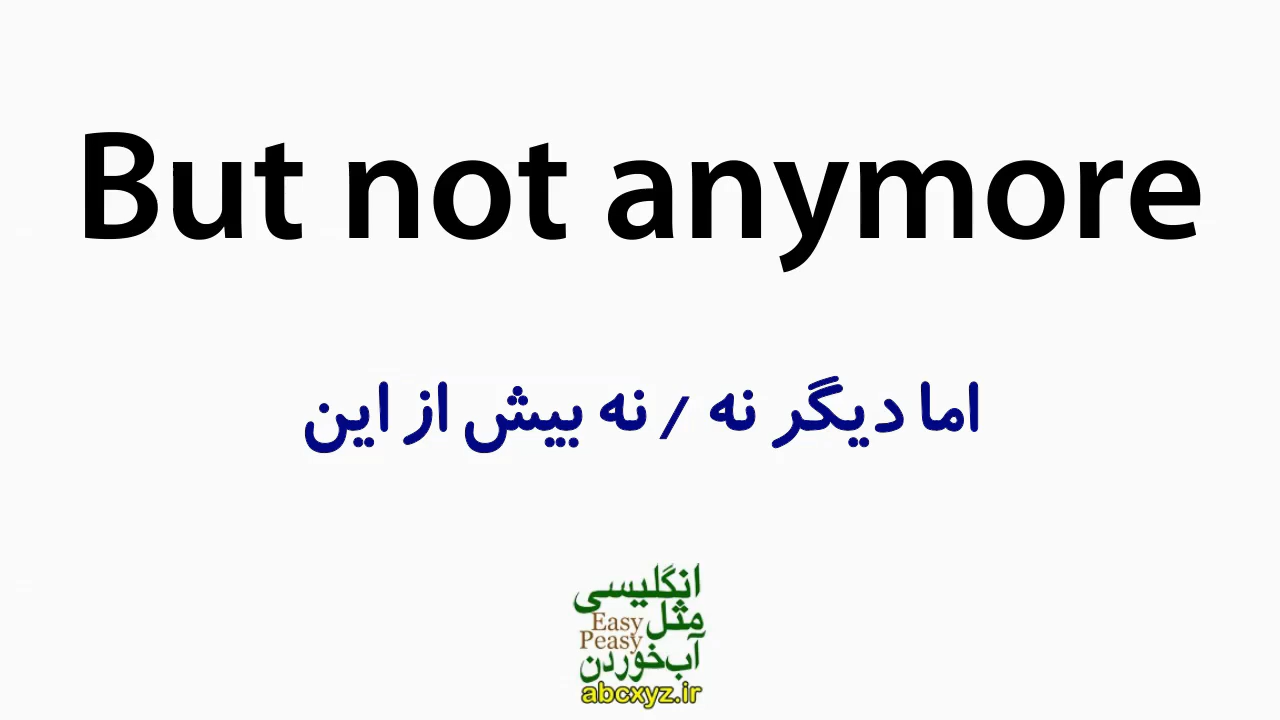 But not anymore
اما دیگر نه / نه بیش از این
انگلیسی
مثل
Easy
Peasy
آب خوردن
abcxyz.ir